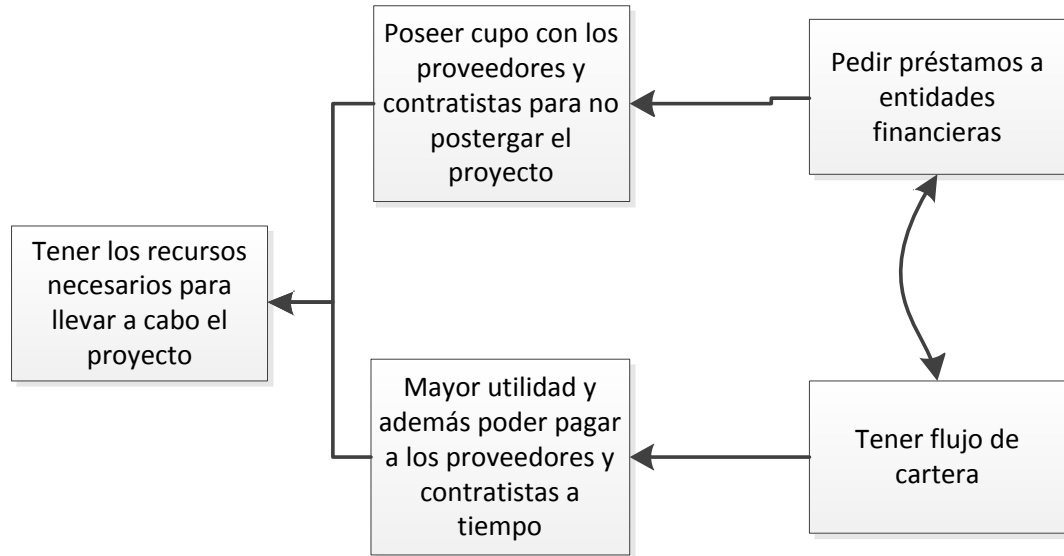 Poseer cupo con los
proveedores y
contratistas para no
postergar el
proyecto
Pedir préstamos a
entidades
financieras
Tener los recursos
necesarios para
llevar a cabo el
proyecto
Mayor utilidad y
además poder pagar
a los proveedores y
contratistas a
tiempo
Tener flujo de
cartera